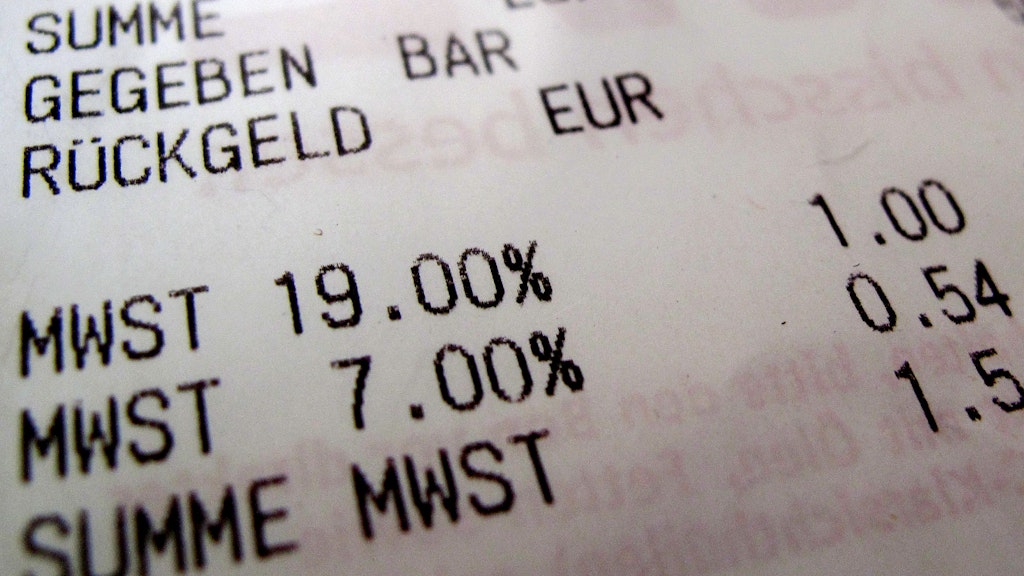 SUMME
GEGEBEN BAR
RÜCKGELD EUR
MWST 19.00% 1.00
MWST 7.00% 0.54
SUMME MWST 1.5